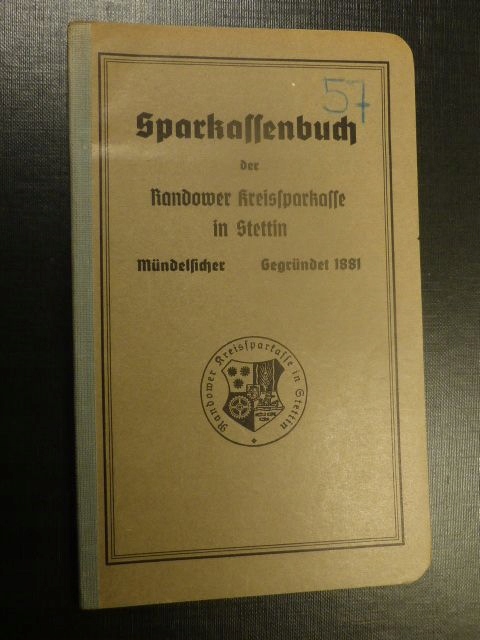 57
Sparkassenbuch
der
Randower Kreissparkasse
in Stettin
Mündelsicher Gegründet 1881
Randower Kreissparkasse in Stettin